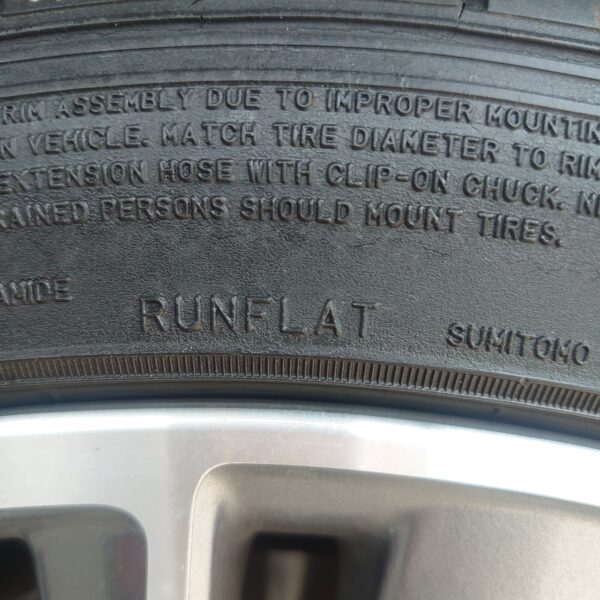 RIM ASSEMBLY DUE TO IMPROPER MOUNTIN
N VEHICLE. MATCH TIRE DIAMETER TO RIM
EXTENSION HOSE WITH CLIP-ON CHUCK. N
RAINED PERSONS SHOULD MOUNT TIRES.
AMIDE
RUNFLAT
SUMITOMO